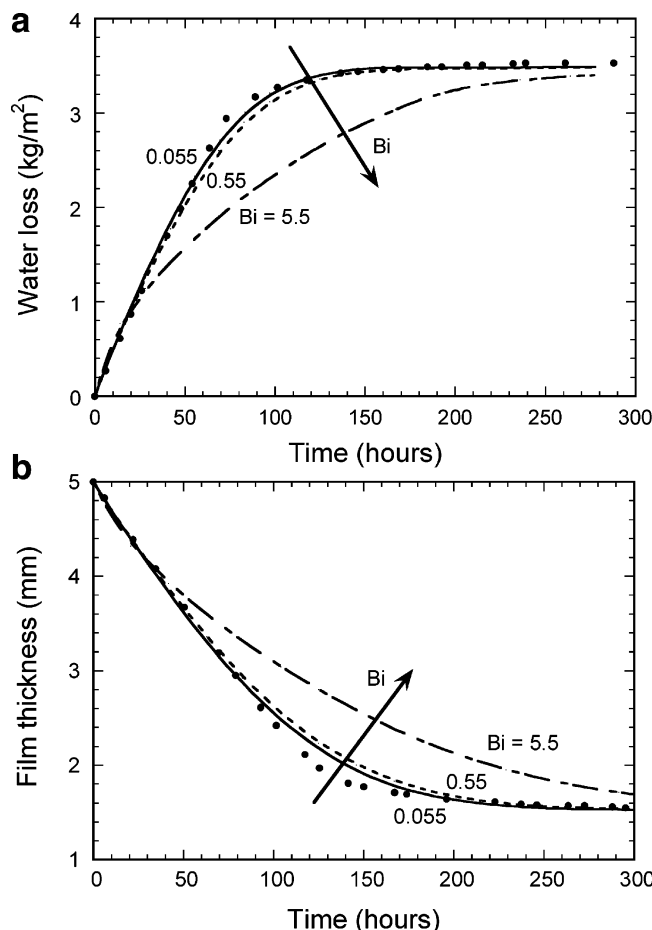 a
Water loss (kg/m²)
4
3
2
1
0
0.055
0.55
Bi
Bi = 5.5
0 50 100 150 200 250 300
Time (hours)
b
Film thickness (mm)
5
4
3
2
1
Bi
Bi = 5.5
0.55
0.055
0 50 100 150 200 250 300
Time (hours)